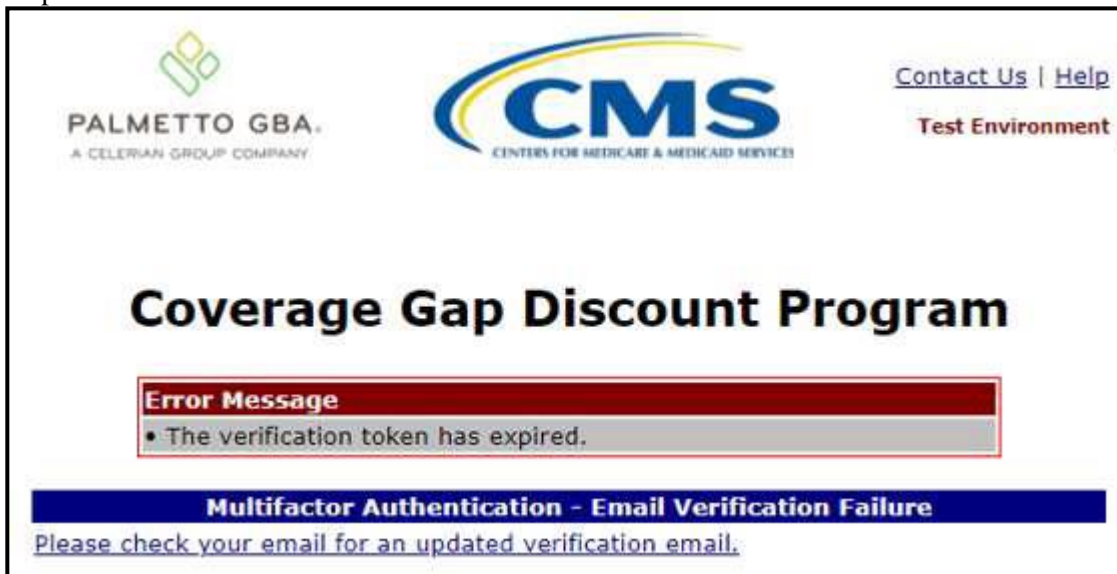 PALMETTO GBA.
A CELERIAN GROUP COMPANY
CMS
CENTERS FOR MEDICARE & MEDICAID SERVICES
Contact Us | Help
Test Environment
Coverage Gap Discount Program
Error Message
• The verification token has expired.
Multifactor Authentication - Email Verification Failure
Please check your email for an updated verification email.